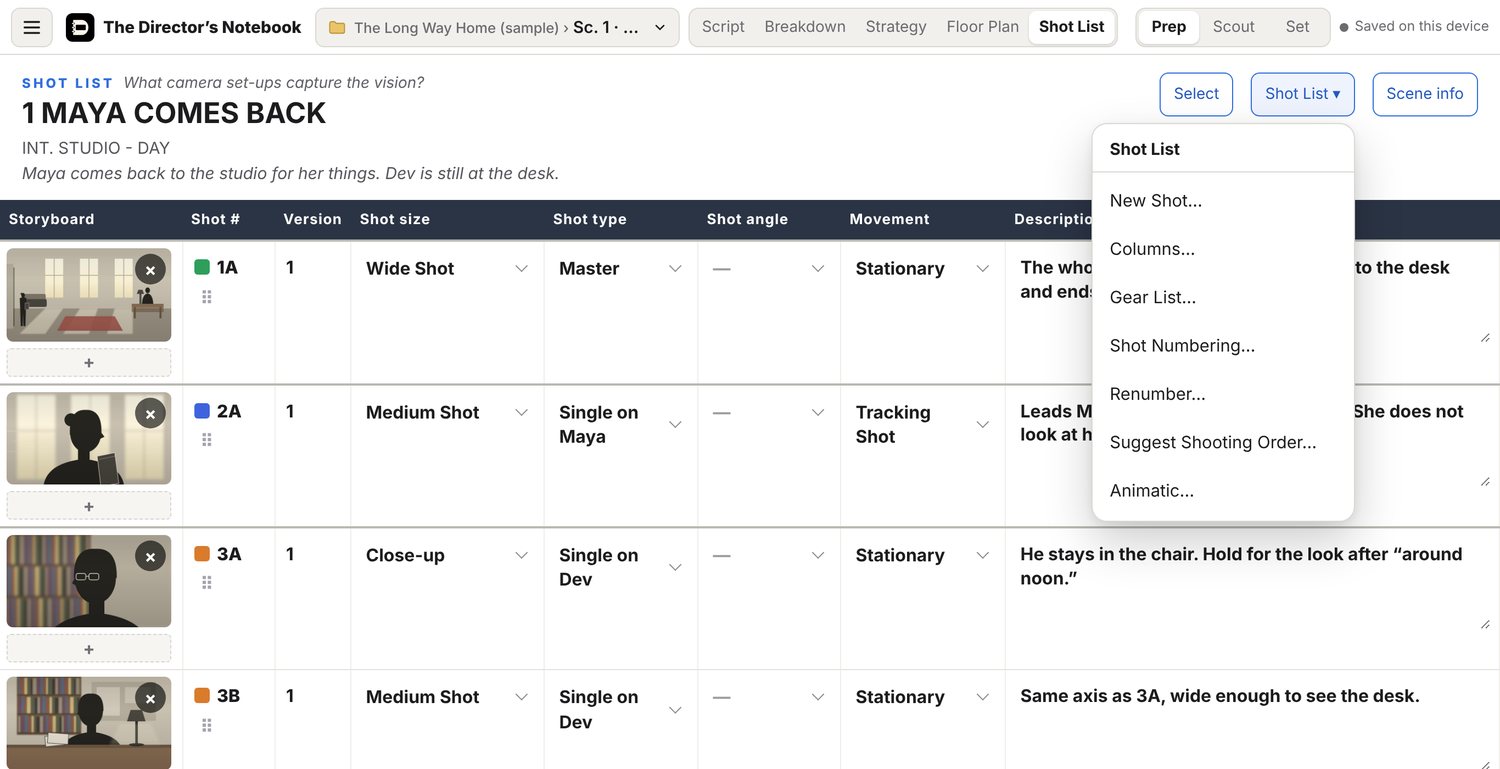 The Director's Notebook
The Long Way Home (sample) › Sc. 1 · ...
Script
Breakdown
Strategy
Floor Plan
Shot List
Prep
Scout
Set
Saved on this device
SHOT LIST What camera set-ups capture the vision?
1 MAYA COMES BACK
INT. STUDIO - DAY
Maya comes back to the studio for her things. Dev is still at the desk.
Select
Shot List ▾
Scene info
Shot List
New Shot...
Columns...
Gear List...
Shot Numbering...
Renumber...
Suggest Shooting Order...
Animatic...
Storyboard
Shot #
Version
Shot size
Shot type
Shot angle
Movement
1A
1
Wide Shot
Master
—
Stationary
The
to the desk
and
+
2A
1
Medium Shot
Single on
Maya
—
Tracking
Shot
Leads
She does not
look at
+
3A
1
Close-up
Single on
Dev
—
Stationary
He stays in the chair. Hold for the look after “around
noon.”
+
3B
1
Medium Shot
Single on
Dev
—
Stationary
Same axis as 3A, wide enough to see the desk.